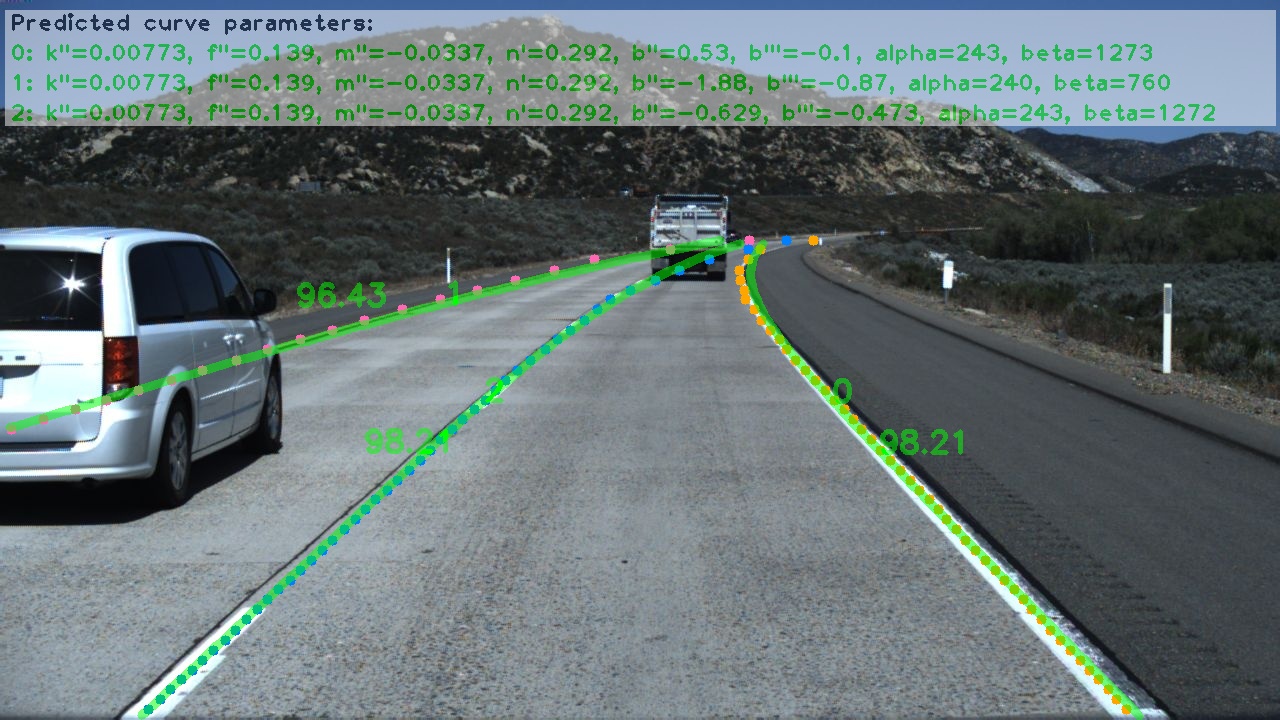 Predicted curve parameters:
0: k''=0.00773, f''=0.139, m''=−0.0337, n'=0.292, b''=0.53, b'''=−0.1, alpha=243, beta=1273
1: k''=0.00773, f''=0.139, m''=−0.0337, n'=0.292, b''=−1.88, b'''=−0.87, alpha=240, beta=760
2: k''=0.00773, f''=0.139, m''=−0.0337, n'=0.292, b''=−0.629, b'''=−0.473, alpha=243, beta=1272
96.43 1
2 0
98.21 98.21